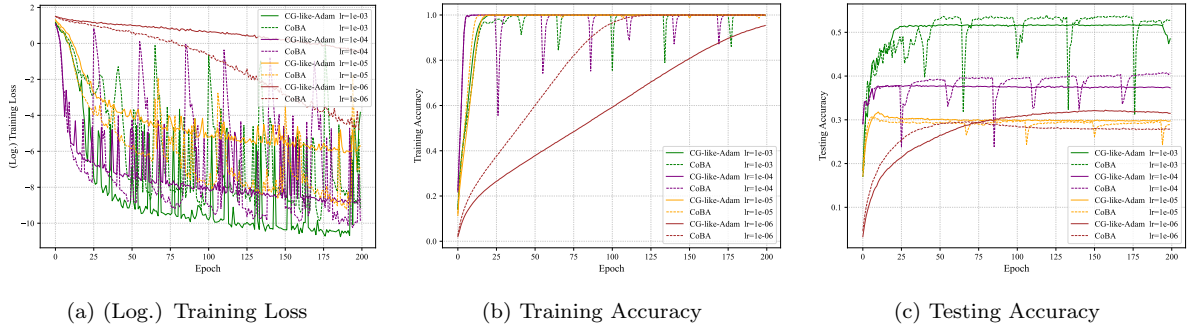 (Log.) Training Loss
2
0
−2
−4
−6
−8
−10
0 25 50 75 100 125 150 175 200
Epoch
CG-like-Adam lr=1e-03
CoBA lr=1e-03
CG-like-Adam lr=1e-04
CoBA lr=1e-04
CG-like-Adam lr=1e-05
CoBA lr=1e-05
CG-like-Adam lr=1e-06
CoBA lr=1e-06
(a) (Log.) Training Loss
Training Accuracy
1.0
0.8
0.6
0.4
0.2
0.0
0 25 50 75 100 125 150 175 200
Epoch
CG-like-Adam lr=1e-03
CoBA lr=1e-03
CG-like-Adam lr=1e-04
CoBA lr=1e-04
CG-like-Adam lr=1e-05
CoBA lr=1e-05
CG-like-Adam lr=1e-06
CoBA lr=1e-06
(b) Training Accuracy
Testing Accuracy
0.5
0.4
0.3
0.2
0.1
0 25 50 75 100 125 150 175 200
Epoch
CG-like-Adam lr=1e-03
CoBA lr=1e-03
CG-like-Adam lr=1e-04
CoBA lr=1e-04
CG-like-Adam lr=1e-05
CoBA lr=1e-05
CG-like-Adam lr=1e-06
CoBA lr=1e-06
(c) Testing Accuracy